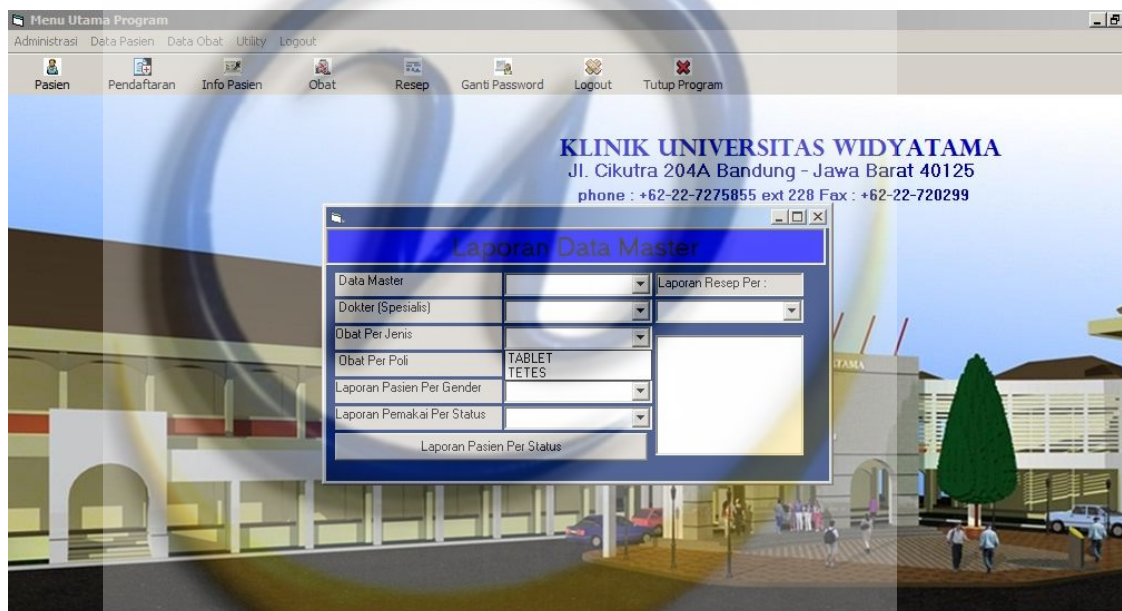 Menu Utama Program
Administrasi Data Pasien Data Obat Utility Logout
Pasien Pendaftaran Info Pasien Obat Resep Ganti Password Logout Tutup Program
KLINIK UNIVERSITAS WIDYATAMA
Jl. Cikutra 204A Bandung - Jawa Barat 40125
phone : +62-22-7275855 ext 228 Fax : +62-22-720299
Laporan Data Master
Data Master
Laporan Resep Per :
Dokter (Spesialis)
Obat Per Jenis
Obat Per Poli
TABLET
TETES
Laporan Pasien Per Gender
Laporan Pemakai Per Status
Laporan Pasien Per Status